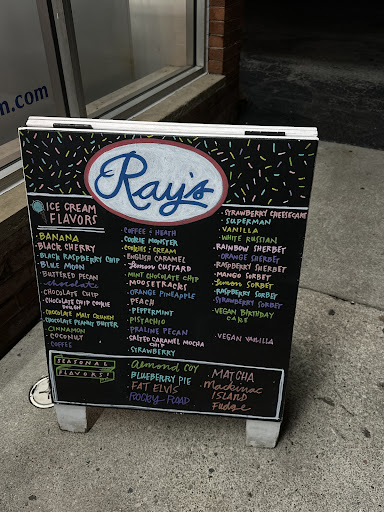 n.com
Ray's
ICE CREAM
FLAVORS
· BANANA
· BLACK CHERRY
· BLACK RASPBERRY CHIP
· BLUE MOON
· BUTTERED PECAN
· chocolate
· CHOCOLATE CHIP
· CHOCOLATE CHIP COOKIE
DOUGH
· CHOCOLATE MALT CRUNCH
· CHOCOLATE PEANUT BUTTER
· CINNAMON
· COCONUT
· COFFEE
· COFFEE & HEATH
· COOKIE MONSTER
· COOKIES & CREAM
· ENGLISH CARAMEL
· Lemon CUSTARD
· MINT CHOCOLATE CHIP
· MOOSETRACKS
· ORANGE PINEAPPLE
· PEACH
· PEPPERMINT
· PISTACHIO
· PRALINE PECAN
· SALTED CARAMEL MOCHA
CHIP
· STRAWBERRY
· STRAWBERRY CHEESECAKE
· SUPERMAN
· VANILLA
· WHITE RUSSIAN
· RAINBOW SHERBET
· ORANGE SHERBET
· RASPBERRY SHERBET
· MANGO SORBET
· Lemon SORBET
· RASPBERRY SORBET
· STRAWBERRY SORBET
· VEGAN BIRTHDAY
CAKE
· VEGAN VANILLA
SEASONAL
FLAVORS!
· Almond COY
· BLUEBERRY PIE
· FAT ELVIS
· ROCKY ROAD
· MATCHA
· Mackinac
ISLAND
Fudge